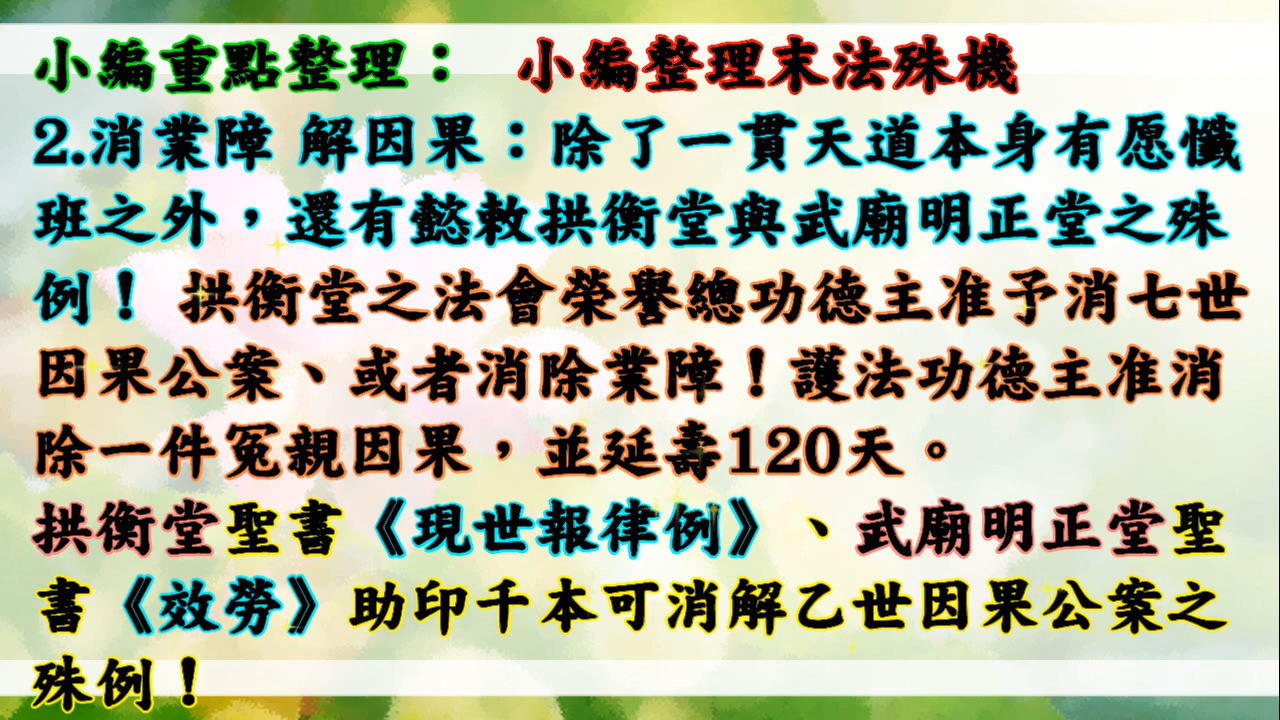 小編重點整理： 小編整理末法殊機
2.消業障 解因果：除了一貫天道本身有愿懺
班之外，還有懿敕拱衡堂與武廟明正堂之殊
例！ 拱衡堂之法會榮譽總功德主准予消七世
因果公案、或者消除業障！護法功德主准消
除一件冤親因果，並延壽120天。
拱衡堂聖書《現世報律例》、武廟明正堂聖
書《效勞》助印千本可消解乙世因果公案之
殊例！